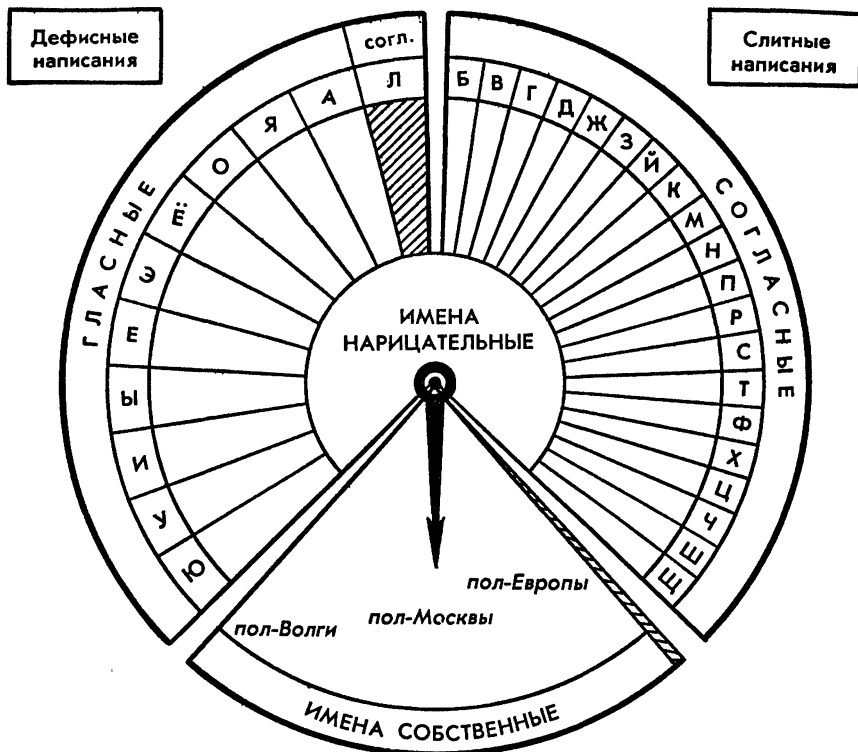 Дефисные
написания
Слитные
написания
ГЛАСНЫЕ
согл.
Л
А
Я
О
Ё
Э
Е
Ы
И
У
Ю
СОГЛАСНЫЕ
Б
В
Г
Д
Ж
З
Й
К
М
Н
П
Р
С
Т
Ф
Х
Ц
Ч
Ш
Щ
ИМЕНА
НАРИЦАТЕЛЬНЫЕ
пол-Европы
пол-Москвы
пол-Волги
ИМЕНА СОБСТВЕННЫЕ